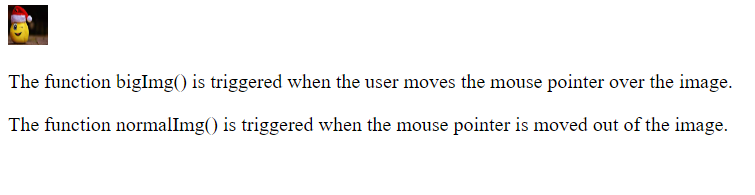 The function bigImg() is triggered when the user moves the mouse pointer over the image.
The function normalImg() is triggered when the mouse pointer is moved out of the image.